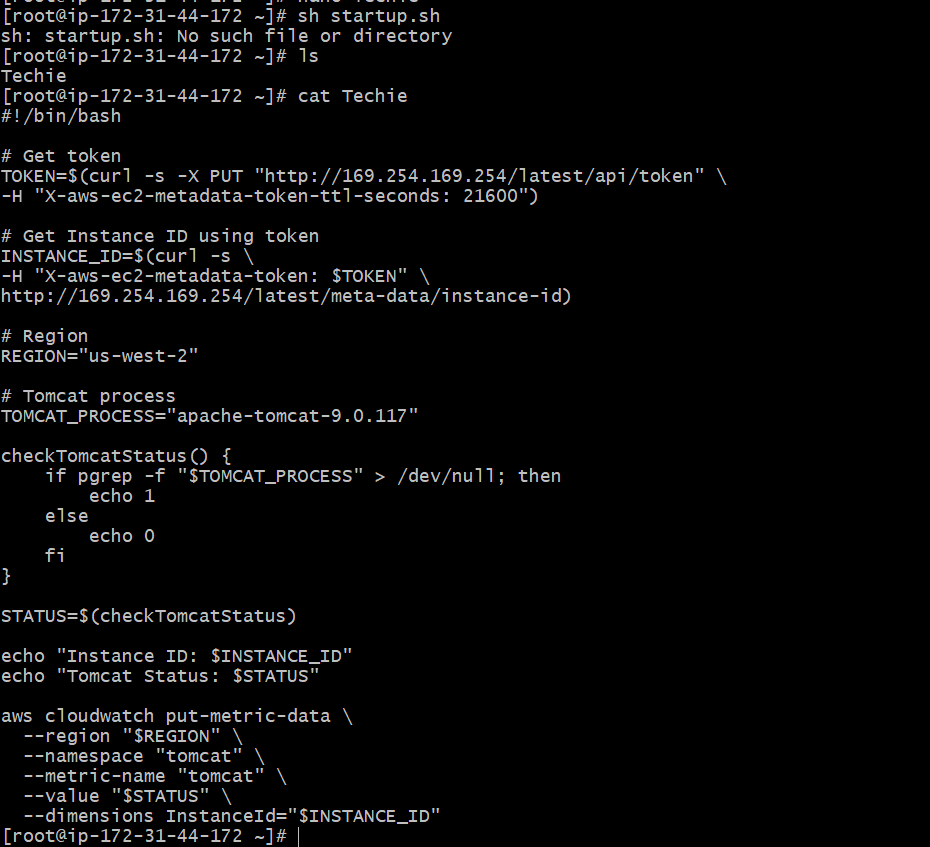 [root@ip-172-31-44-172 ~]# sh startup.sh
sh: startup.sh: No such file or directory
[root@ip-172-31-44-172 ~]# ls
Techie
[root@ip-172-31-44-172 ~]# cat Techie
#!/bin/bash

# Get token
TOKEN=$(curl -s -X PUT "http://169.254.169.254/latest/api/token" \
-H "X-aws-ec2-metadata-token-ttl-seconds: 21600")

# Get Instance ID using token
INSTANCE_ID=$(curl -s \
-H "X-aws-ec2-metadata-token: $TOKEN" \
http://169.254.169.254/latest/meta-data/instance-id)

# Region
REGION="us-west-2"

# Tomcat process
TOMCAT_PROCESS="apache-tomcat-9.0.117"

checkTomcatStatus() {
    if pgrep -f "$TOMCAT_PROCESS" > /dev/null; then
        echo 1
    else
        echo 0
    fi
}

STATUS=$(checkTomcatStatus)

echo "Instance ID: $INSTANCE_ID"
echo "Tomcat Status: $STATUS"

aws cloudwatch put-metric-data \
  --region "$REGION" \
  --namespace "tomcat" \
  --metric-name "tomcat" \
  --value "$STATUS" \
  --dimensions InstanceId="$INSTANCE_ID"
[root@ip-172-31-44-172 ~]#